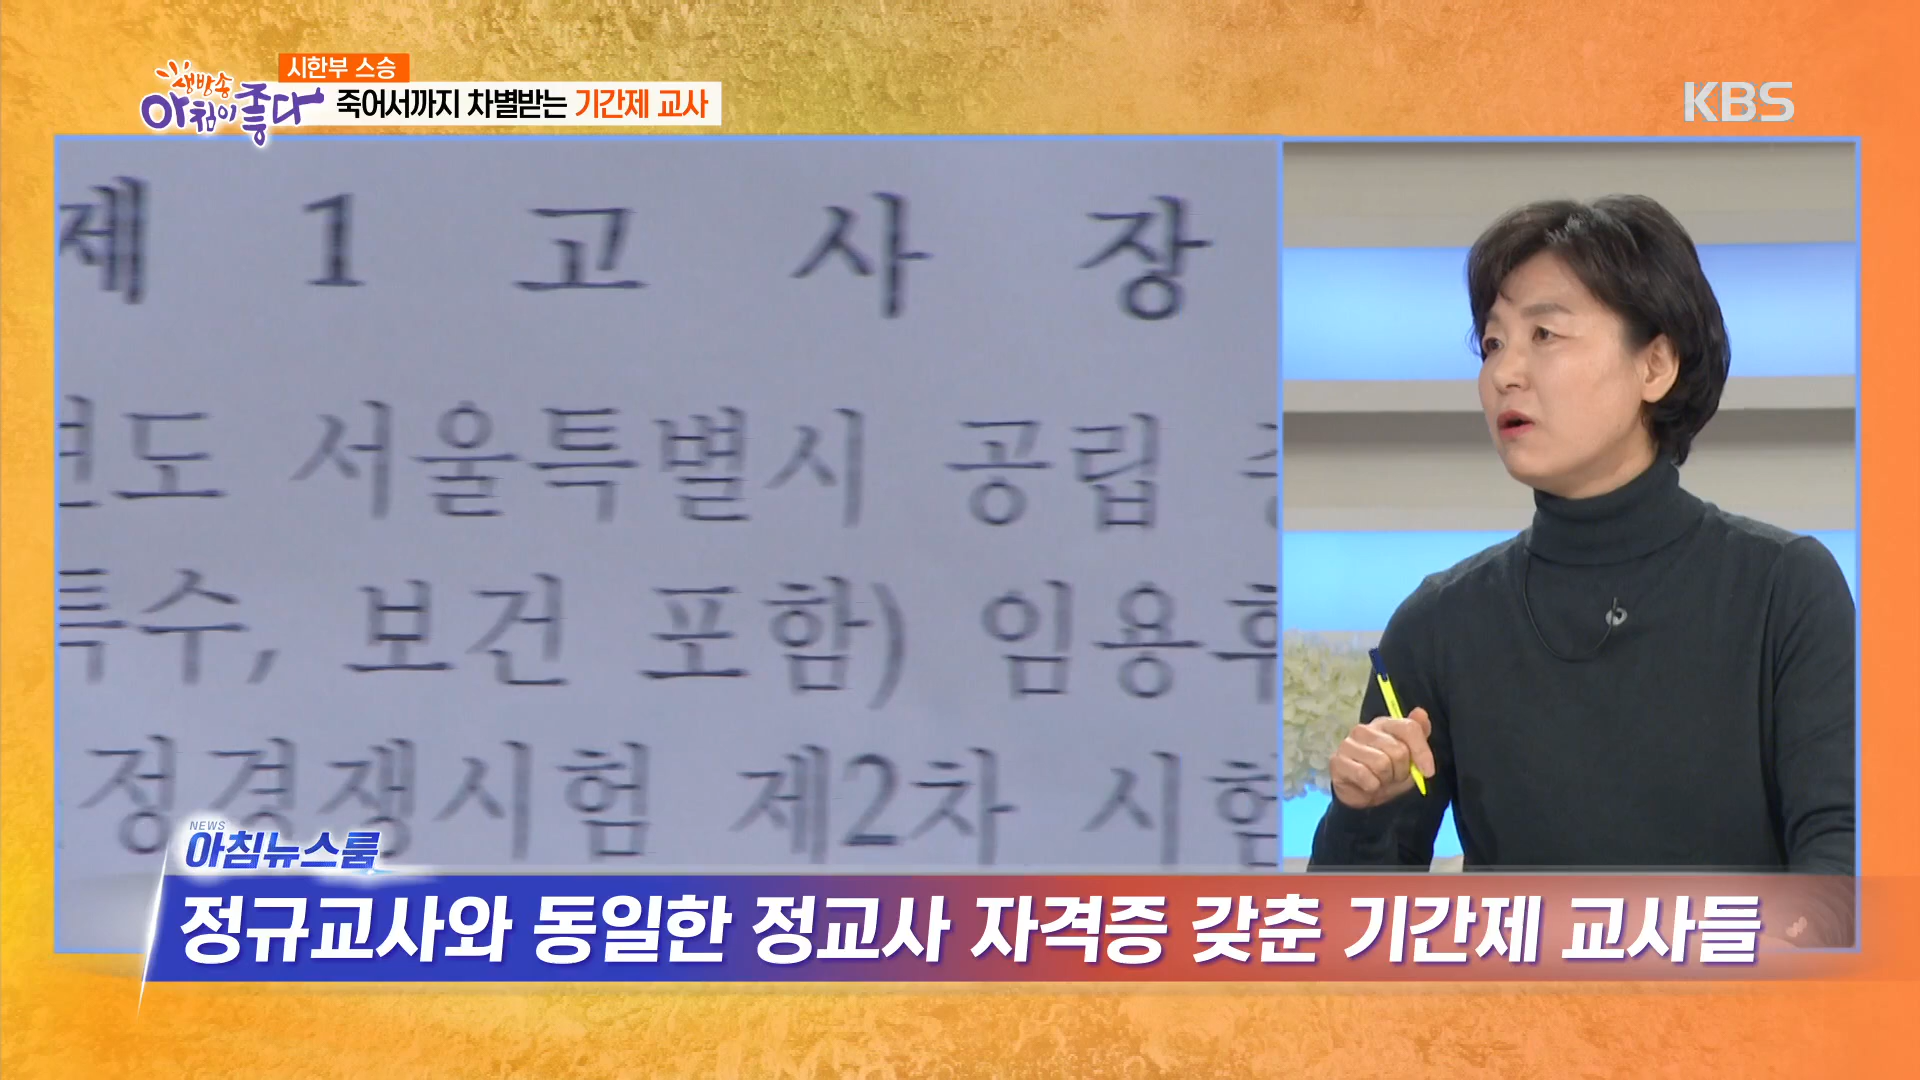 시한부 스승
생방송
아침이 좋다
죽어서까지 차별받는 기간제 교사
KBS
제 1 고 사 장
년도 서울특별시 공립
특수, 보건 포함) 임용후
정경쟁시험 제2차 시험
NEWS
아침뉴스룸
정규교사와 동일한 정교사 자격증 갖춘 기간제 교사들